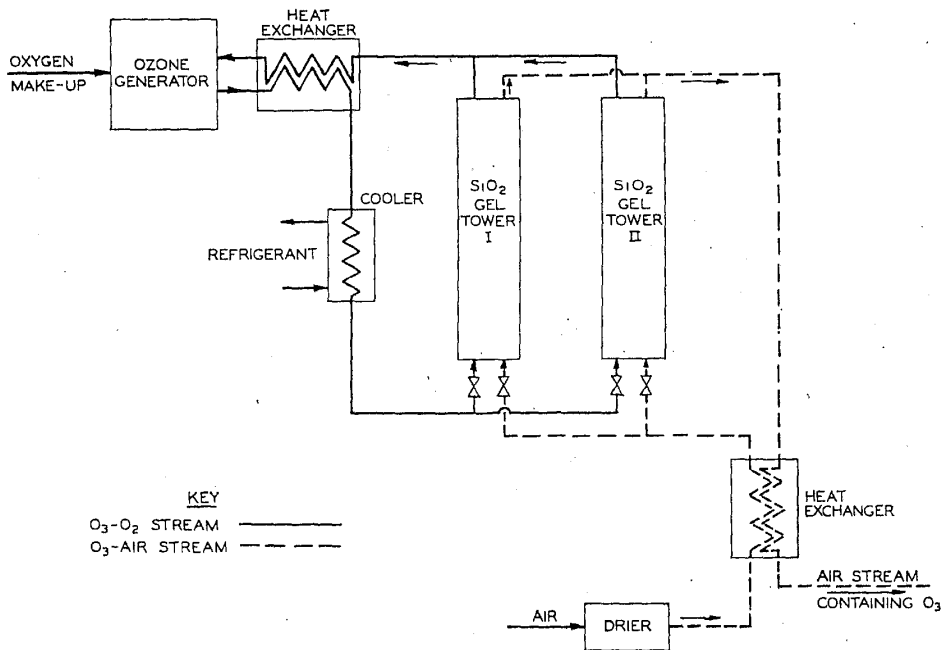 HEAT
EXCHANGER
OXYGEN
MAKE-UP
OZONE
GENERATOR
SiO2
GEL
TOWER
I
SiO2
GEL
TOWER
II
COOLER
REFRIGERANT
KEY
O3-O2 STREAM
O3-AIR STREAM
HEAT
EXCHANGER
AIR STREAM
CONTAINING O3
AIR
DRIER